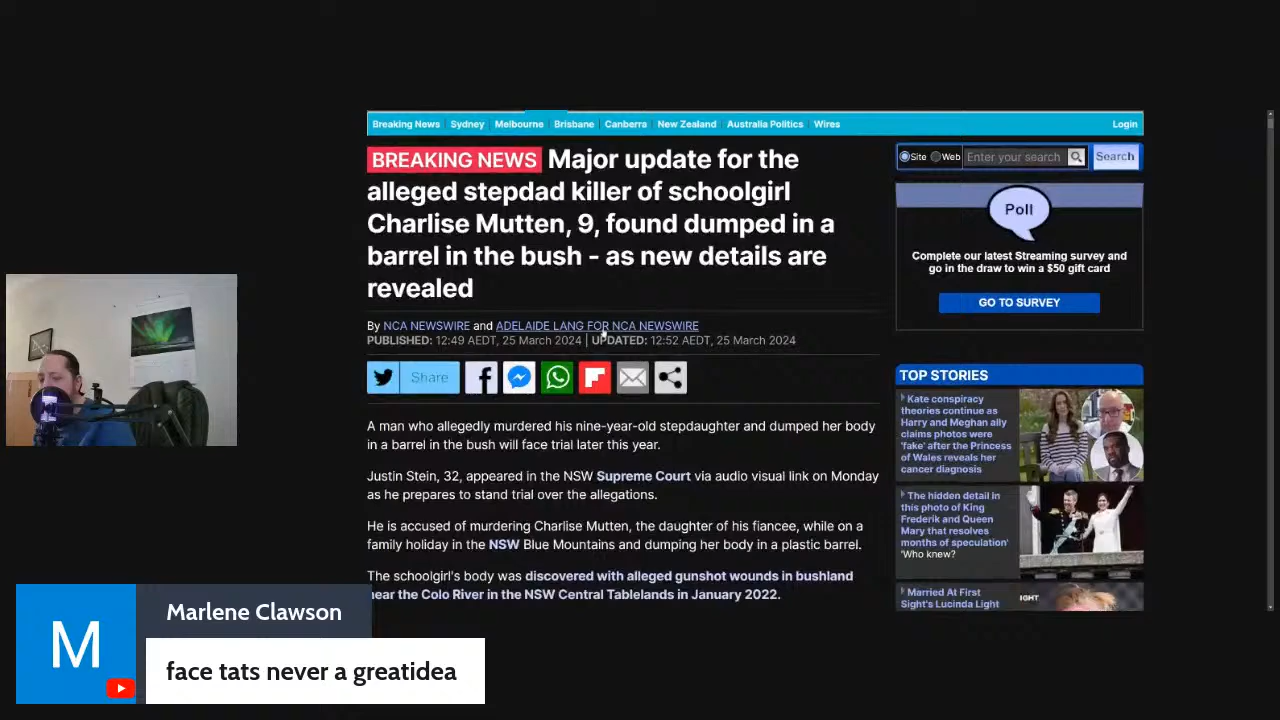 Breaking News Sydney Melbourne Brisbane Canberra New Zealand Australia Politics Wires Login
BREAKING NEWS Major update for the
alleged stepdad killer of schoolgirl
Charlise Mutten, 9, found dumped in a
barrel in the bush - as new details are
revealed
By NCA NEWSWIRE and ADELAIDE LANG FOR NCA NEWSWIRE
PUBLISHED: 12:49 AEDT, 25 March 2024 | UPDATED: 12:52 AEDT, 25 March 2024
Share
A man who allegedly murdered his nine-year-old stepdaughter and dumped her body
in a barrel in the bush will face trial later this year.
Justin Stein, 32, appeared in the NSW Supreme Court via audio visual link on Monday
as he prepares to stand trial over the allegations.
He is accused of murdering Charlise Mutten, the daughter of his fiancee, while on a
family holiday in the NSW Blue Mountains and dumping her body in a plastic barrel.
The schoolgirl's body was discovered with alleged gunshot wounds in bushland
near the Colo River in the NSW Central Tablelands in January 2022.
Site Web Enter your search Search
Poll
Complete our latest Streaming survey and
go in the draw to win a $50 gift card
GO TO SURVEY
TOP STORIES
Kate conspiracy
theories continue as
Harry and Meghan ally
claims photos were
'fake' after the Princess
of Wales reveals her
cancer diagnosis
'The hidden detail in
this photo of King
Frederik and Queen
Mary that resolves
months of speculation'
'Who knew?
Married At First
Sight's Lucinda Light
IGHT
M
Marlene Clawson
face tats never a greatidea